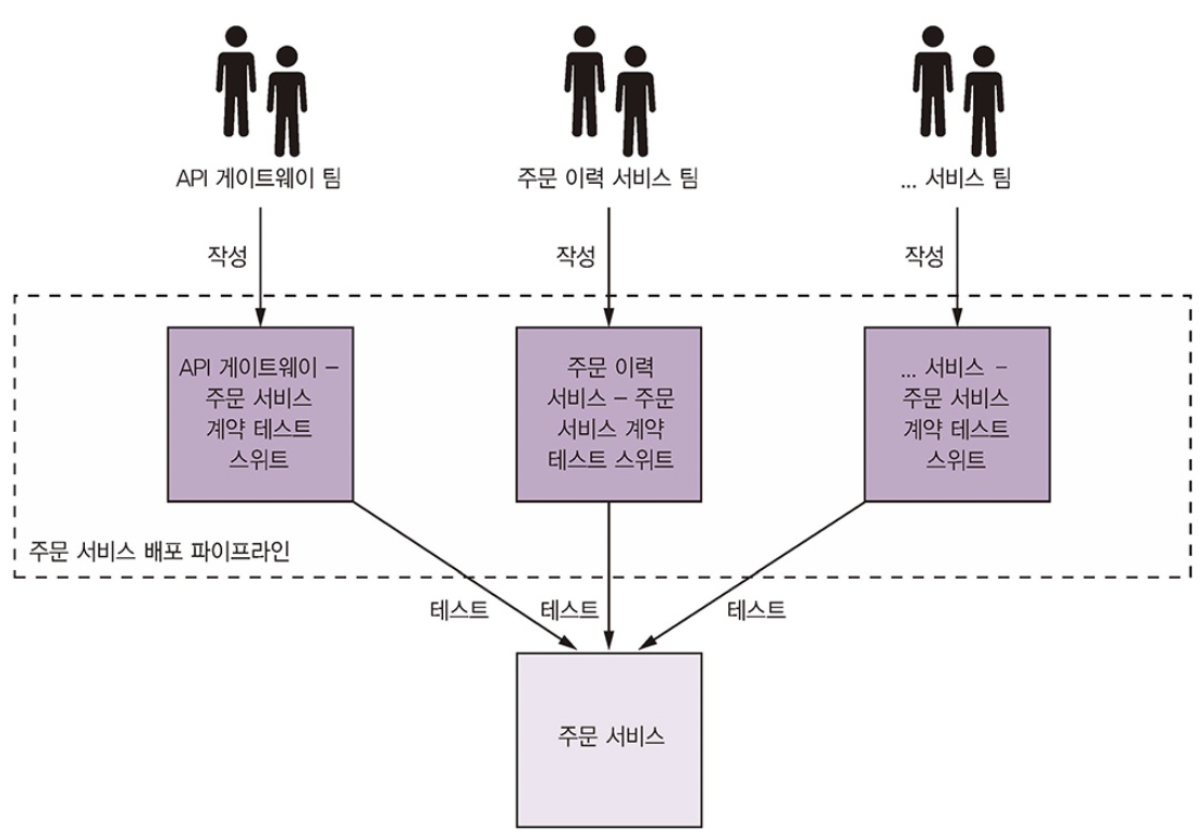 API 게이트웨이 팀
주문 이력 서비스 팀
... 서비스 팀
작성
작성
작성
API 게이트웨이 –
주문 서비스
계약 테스트
스위트
주문 이력
서비스 – 주문
서비스 계약
테스트 스위트
... 서비스 –
주문 서비스
계약 테스트
스위트
주문 서비스 배포 파이프라인
테스트
테스트
테스트
주문 서비스